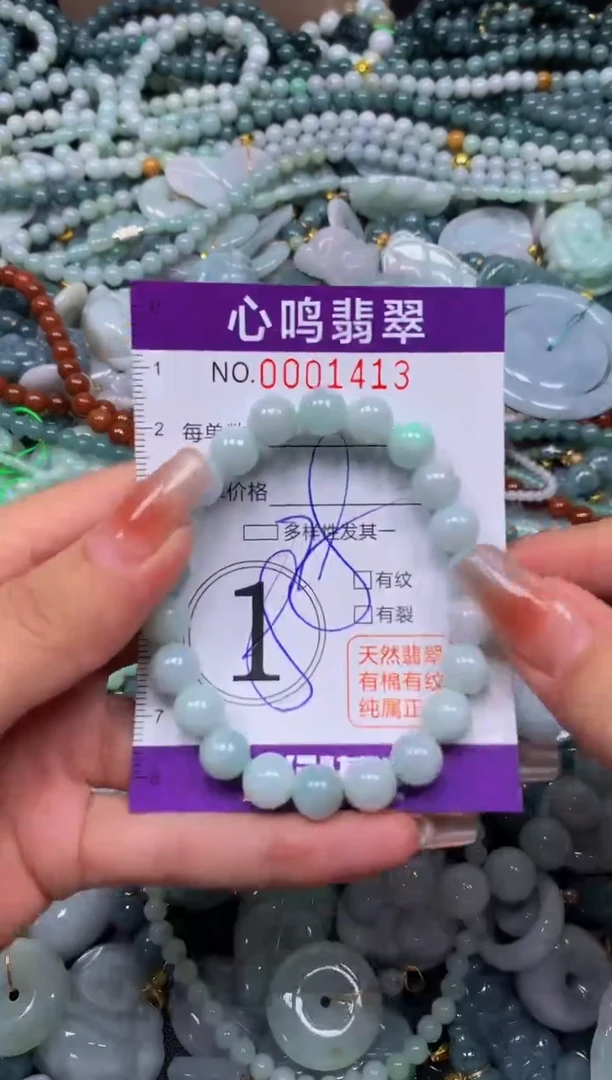 心鸣翡翠
NO.0001413
1
2
每单
价格
多样性发其一
有纹
有裂
1
天然翡翠
有棉有纹
纯属正
7
8